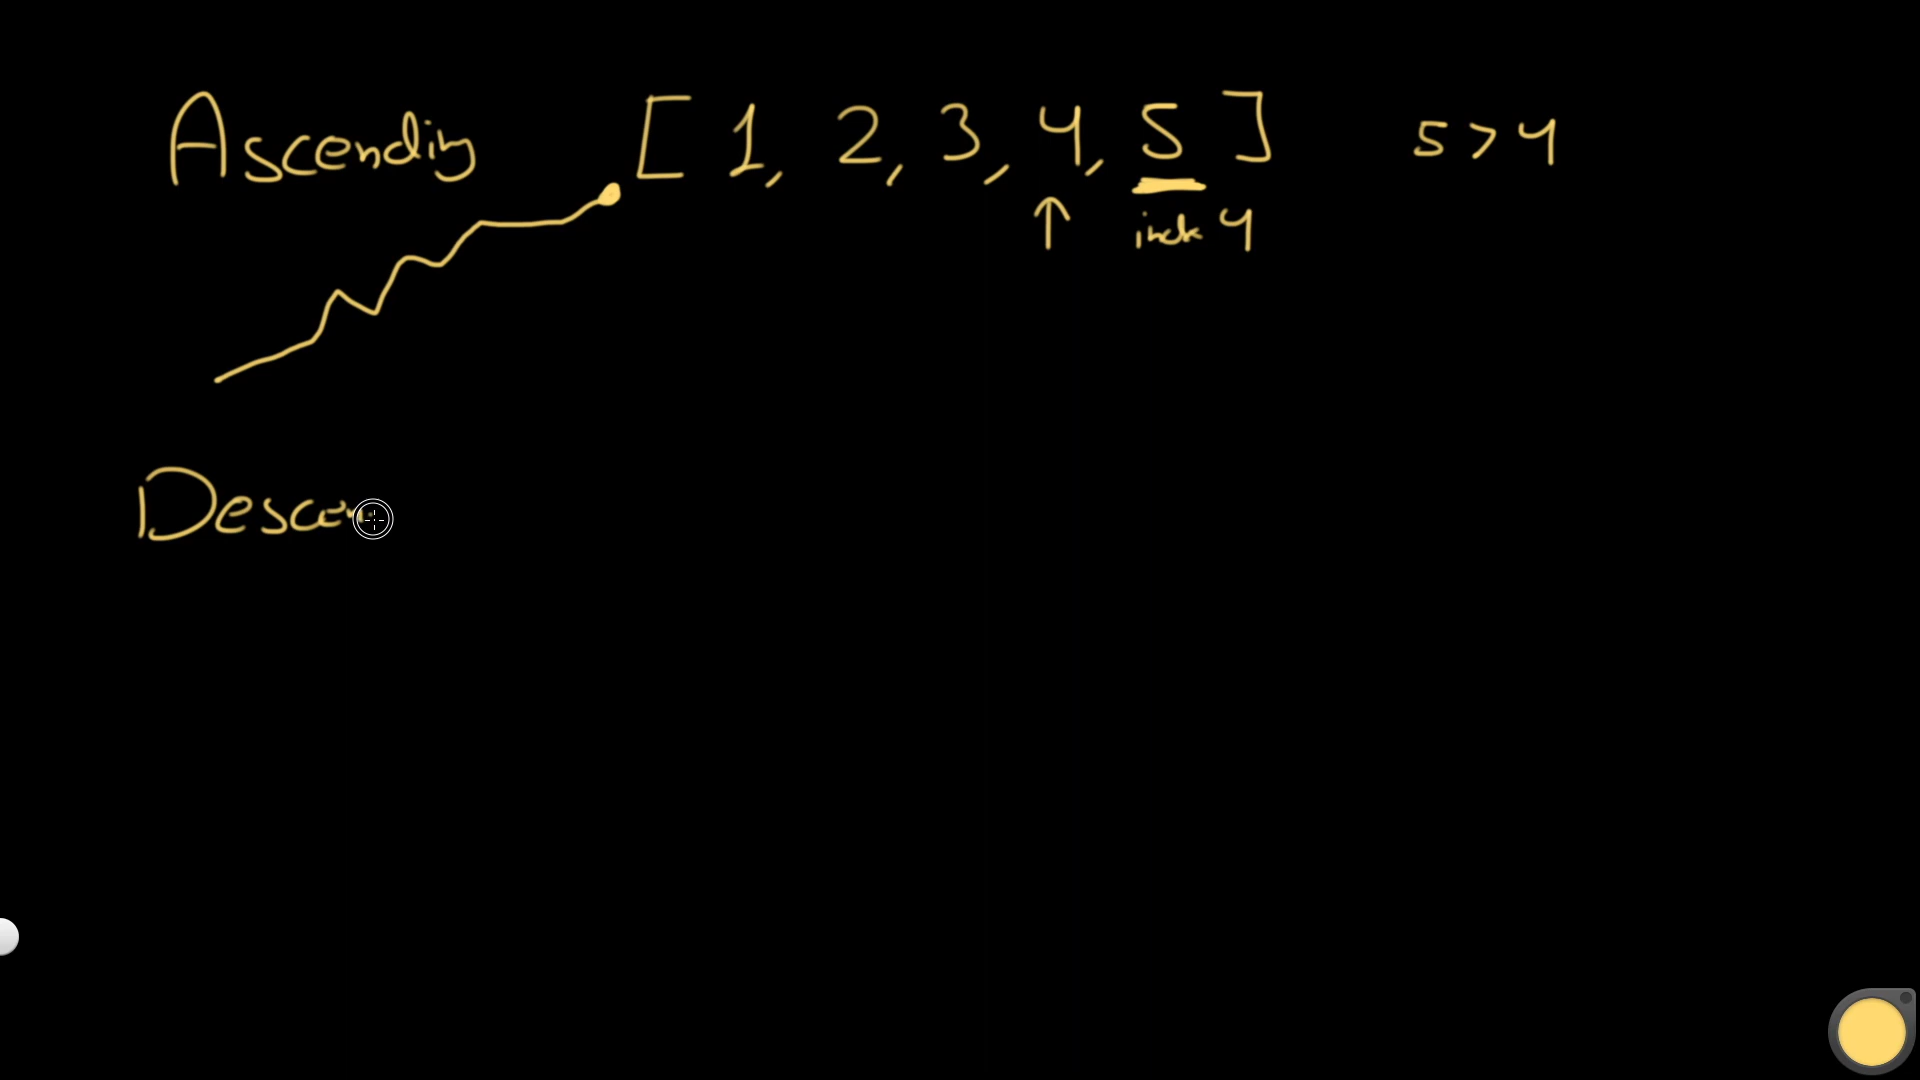 Ascending [ 1, 2, 3, 4, 5 ] 5 > 4
↑ index 4
Descen